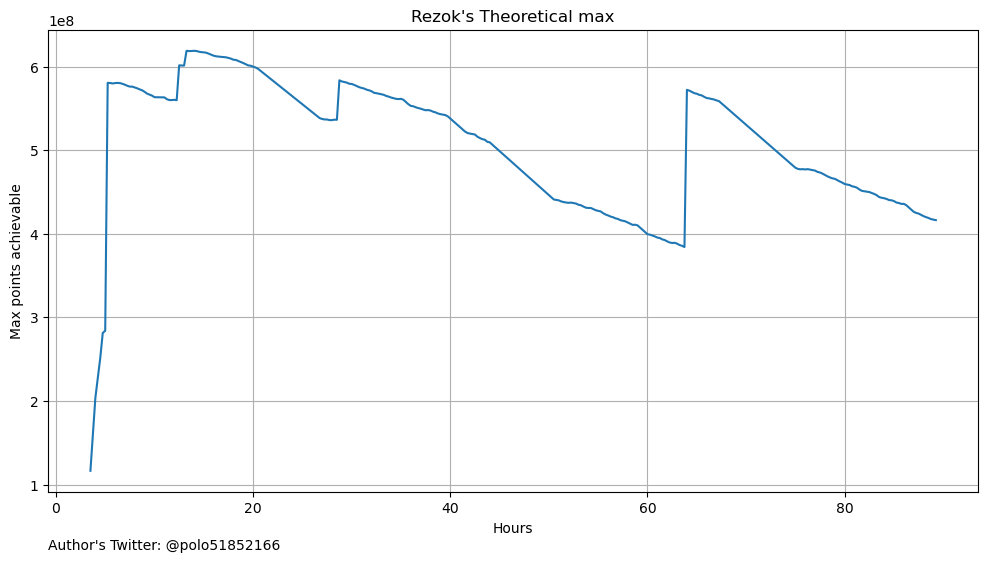 Rezok's Theoretical max
1e8
6
5
4
3
2
1
Max points achievable
0 20 40 60 80
Hours
Author's Twitter: @polo51852166